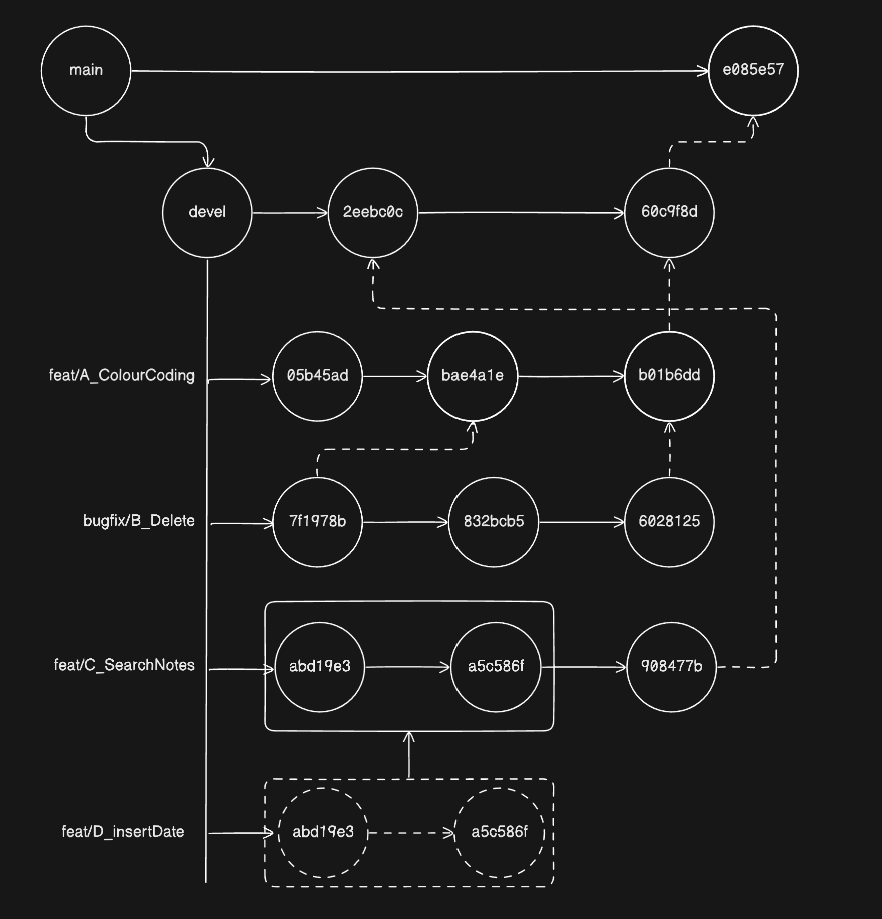 main
e085e57
devel
2eebc0c
60c9f8d
feat/A_ColourCoding
05b45ad
bae4a1e
b01b6dd
bugfix/B_Delete
7f1978b
832bcb5
6028125
feat/C_SearchNotes
abd19e3
a5c586f
908477b
feat/D_insertDate
abd19e3
a5c586f